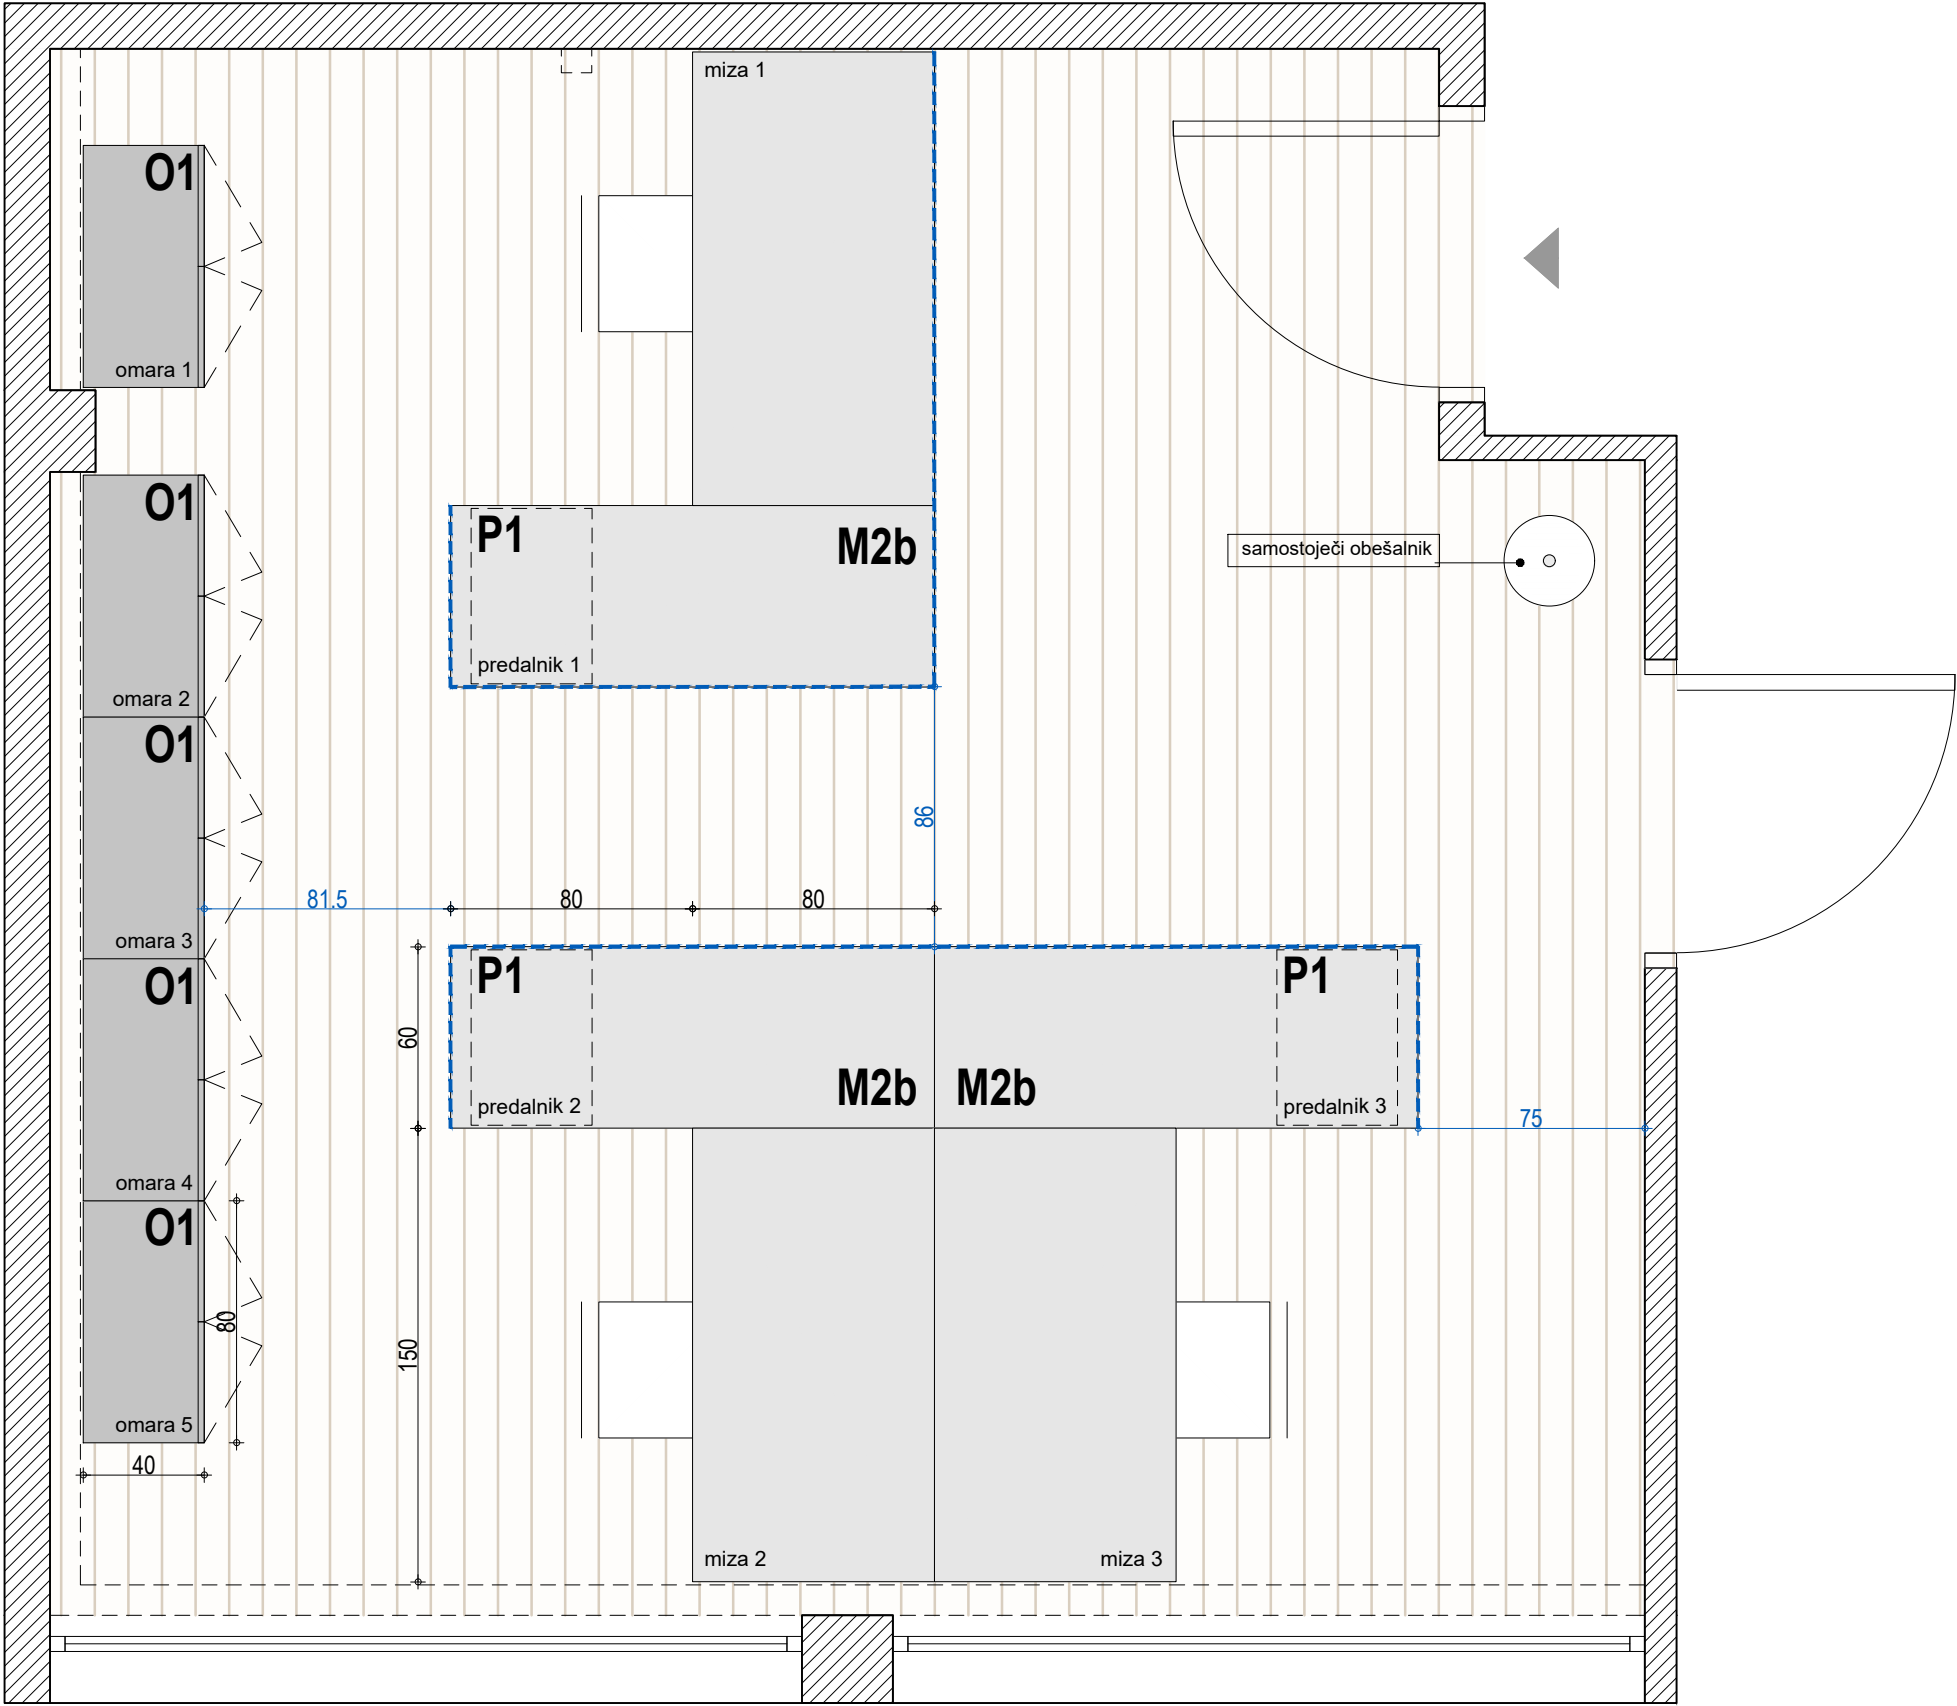 miza 1
O1
omara 1
O1
P1
M2b
samostoječi obešalnik
predalnik 1
omara 2
O1
86
81.5
80
80
omara 3
O1
P1
P1
60
M2b
M2b
predalnik 2
predalnik 3
75
omara 4
O1
80
150
omara 5
40
miza 2
miza 3